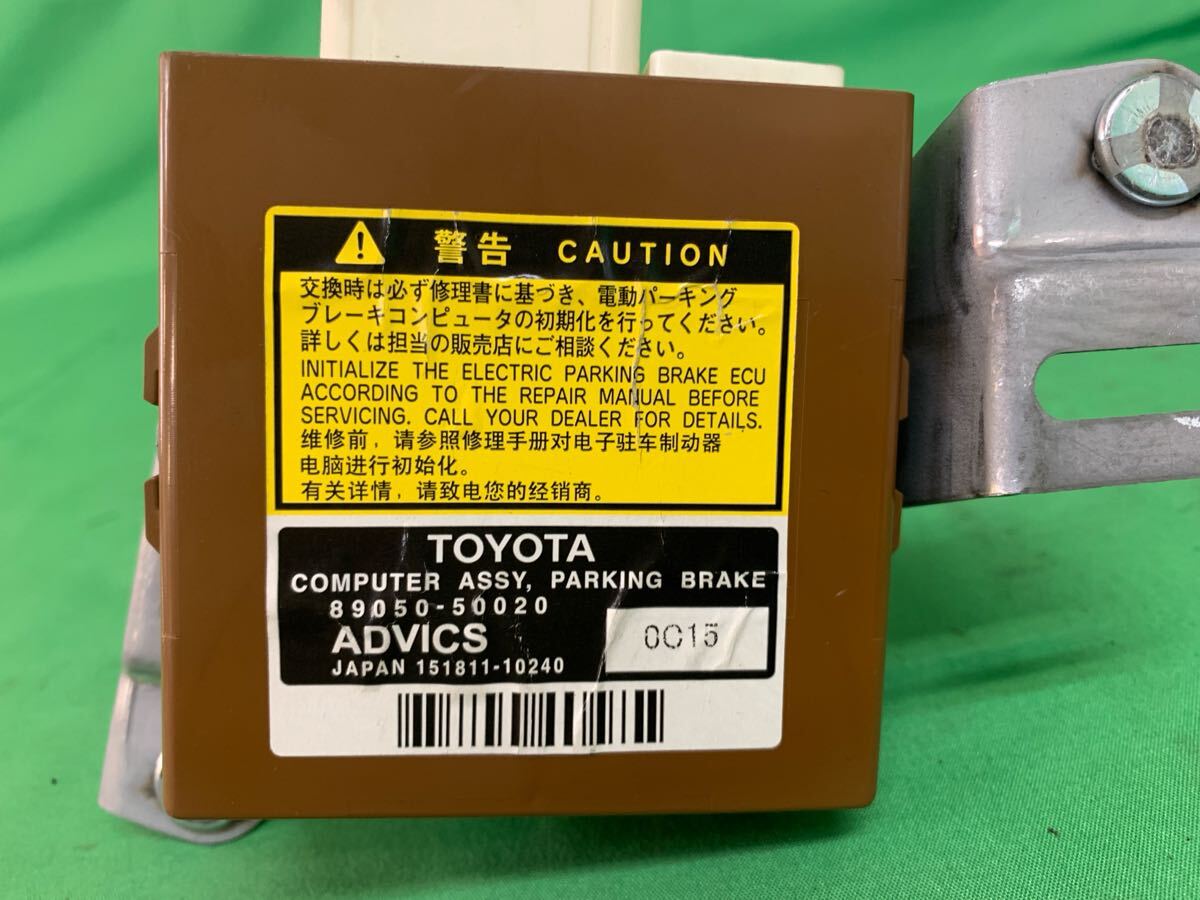 警告 CAUTION
交換時は必ず修理書に基づき、電動パーキング
ブレーキコンピュータの初期化を行ってください。
詳しくは担当の販売店にご相談ください。
INITIALIZE THE ELECTRIC PARKING BRAKE ECU
ACCORDING TO THE REPAIR MANUAL BEFORE
SERVICING. CALL YOUR DEALER FOR DETAILS.
维修前，请参照修理手册对电子驻车制动器
电脑进行初始化。
有关详情，请致电您的经销商。
TOYOTA
COMPUTER ASSY, PARKING BRAKE
89050-50020
ADVICS 0C15
JAPAN 151811-10240